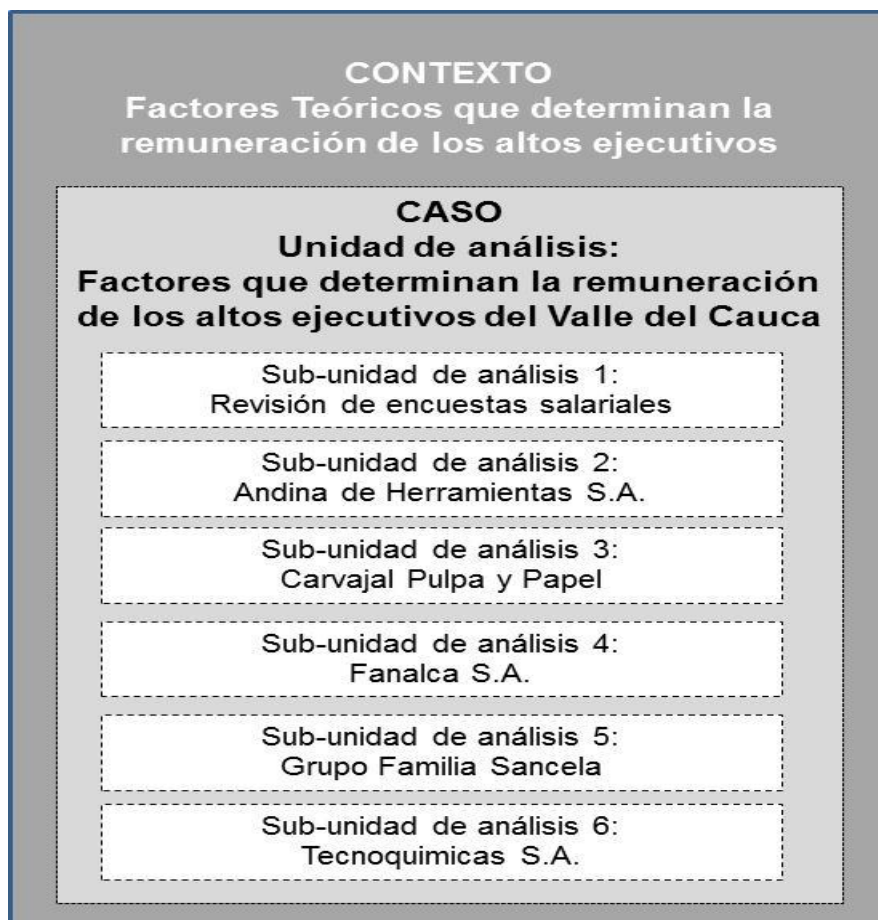 CONTEXTO
Factores Teóricos que determinan la
remuneración de los altos ejecutivos
CASO
Unidad de análisis:
Factores que determinan la remuneración
de los altos ejecutivos del Valle del Cauca
Sub-unidad de análisis 1:
Revisión de encuestas salariales
Sub-unidad de análisis 2:
Andina de Herramientas S.A.
Sub-unidad de análisis 3:
Carvajal Pulpa y Papel
Sub-unidad de análisis 4:
Fanalca S.A.
Sub-unidad de análisis 5:
Grupo Familia Sancela
Sub-unidad de análisis 6:
Tecnoquimicas S.A.